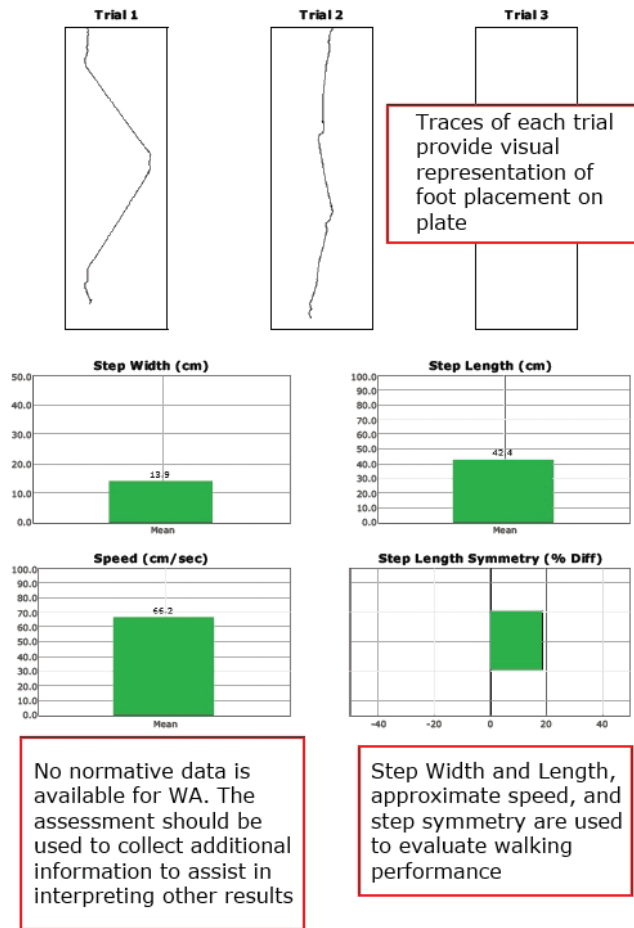 Trial 1
Trial 2
Trial 3
Traces of each trial
provide visual
representation of
foot placement on
plate
Step Width (cm)
50.0
40.0
30.0
20.0
10.0
0.0
13.9
Mean
Step Length (cm)
100.0
90.0
80.0
70.0
60.0
50.0
40.0
30.0
20.0
10.0
0.0
42.4
Mean
Speed (cm/sec)
100.0
90.0
80.0
70.0
60.0
50.0
40.0
30.0
20.0
10.0
0.0
66.2
Mean
Step Length Symmetry (% Diff)
-40 -20 0 20 40
No normative data is
available for WA. The
assessment should be
used to collect additional
information to assist in
interpreting other results
Step Width and Length,
approximate speed, and
step symmetry are used
to evaluate walking
performance